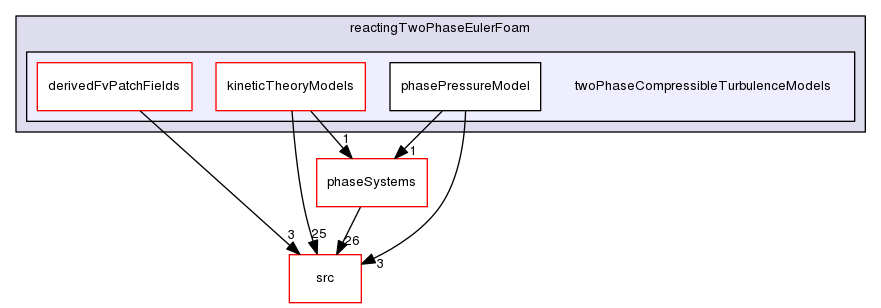 reactingTwoPhaseEulerFoam
derivedFvPatchFields
kineticTheoryModels
phasePressureModel
twoPhaseCompressibleTurbulenceModels
1
1
phaseSystems
3
25
26
3
src